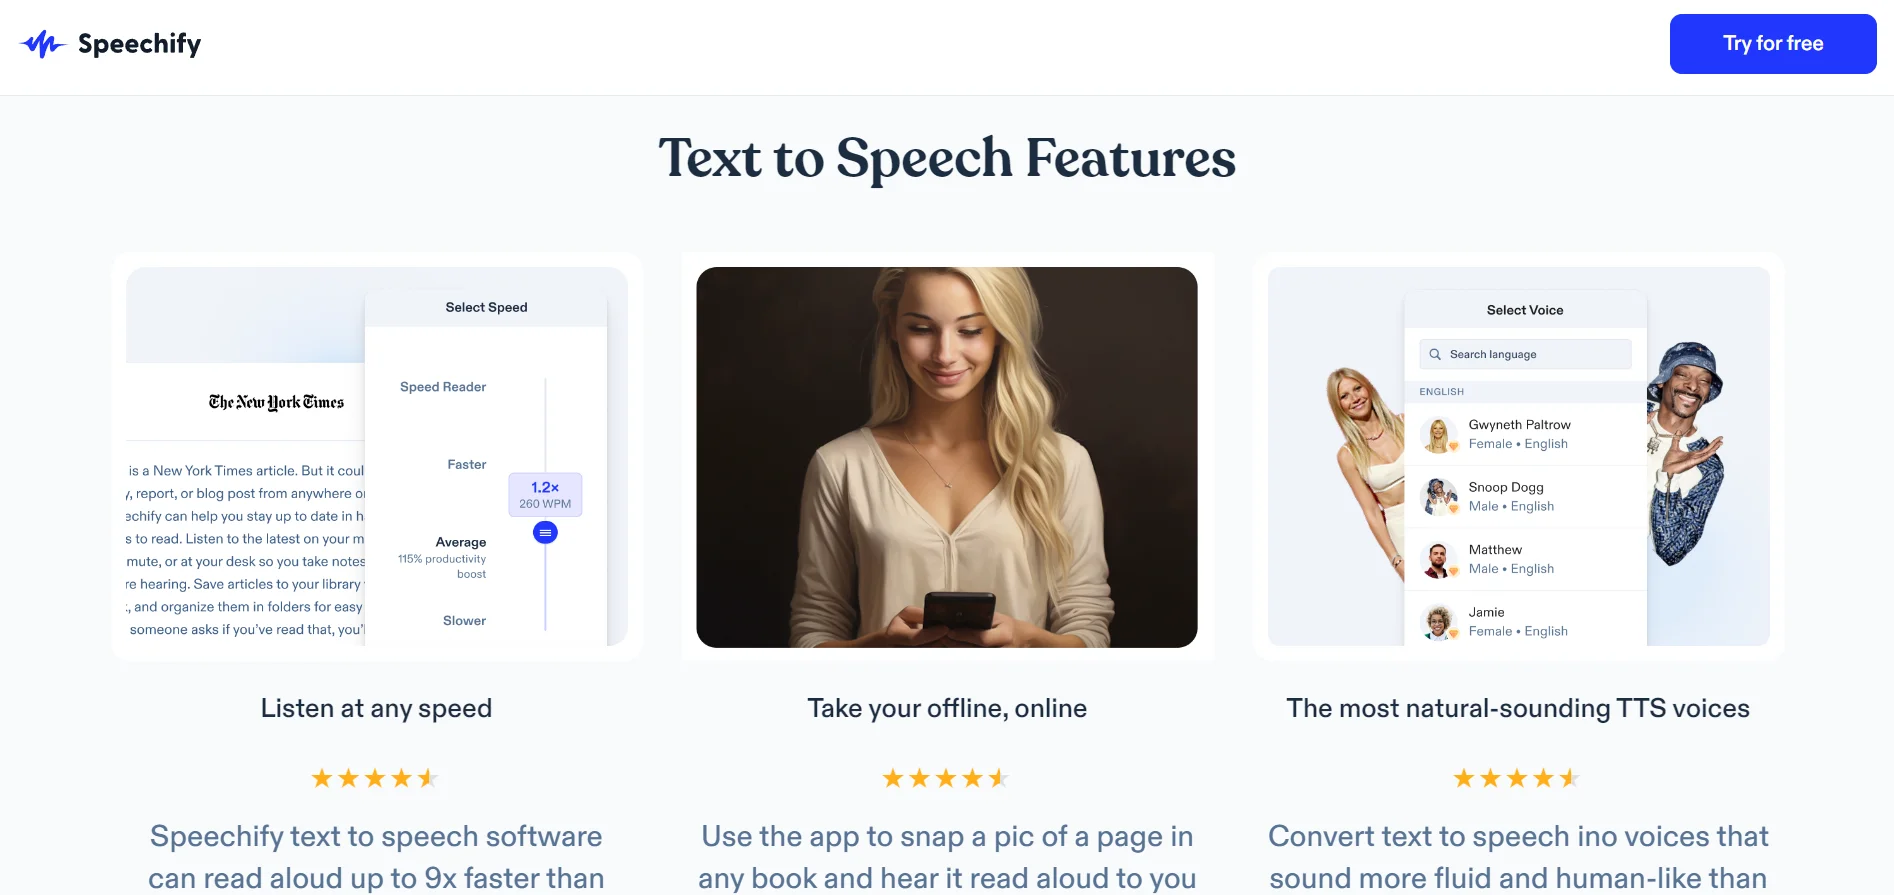 Speechify
Try for free
Text to Speech Features
The New York Times
is a New York Times article. But it coul
y, report, or blog post from anywhere o
echify can help you stay up to date in h
s to read. Listen to the latest on your m
mute, or at your desk so you take notes
re hearing. Save articles to your library
, and organize them in folders for easy
someone asks if you've read that, you'l
Select Speed
Speed Reader
Faster
1.2×
260 WPM
Average
115% productivity
boost
Slower
Listen at any speed
Speechify text to speech software
can read aloud up to 9x faster than
Take your offline, online
Use the app to snap a pic of a page in
any book and hear it read aloud to you
Select Voice
Search language
ENGLISH
Gwyneth Paltrow
Female • English
Snoop Dogg
Male • English
Matthew
Male • English
Jamie
Female • English
The most natural-sounding TTS voices
Convert text to speech ino voices that
sound more fluid and human-like than